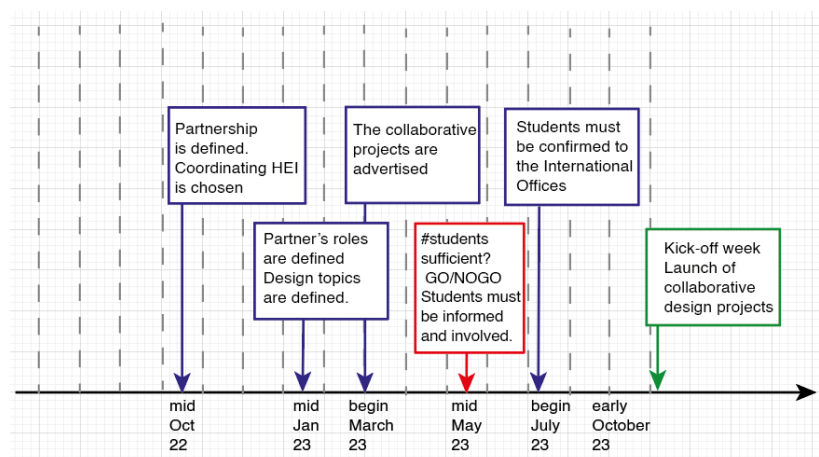 Partnership
is defined.
Coordinating HEI
is chosen
The collaborative
projects are
advertised
Students must
be confirmed to
the International
Offices
Partner's roles
are defined
Design topics
are defined.
#students
sufficient?
GO/NOGO
Students must
be informed
and involved.
Kick-off week
Launch of
collaborative
design projects
mid
Oct
22
mid
Jan
23
begin
March
23
mid
May
23
begin
July
23
early
October
23